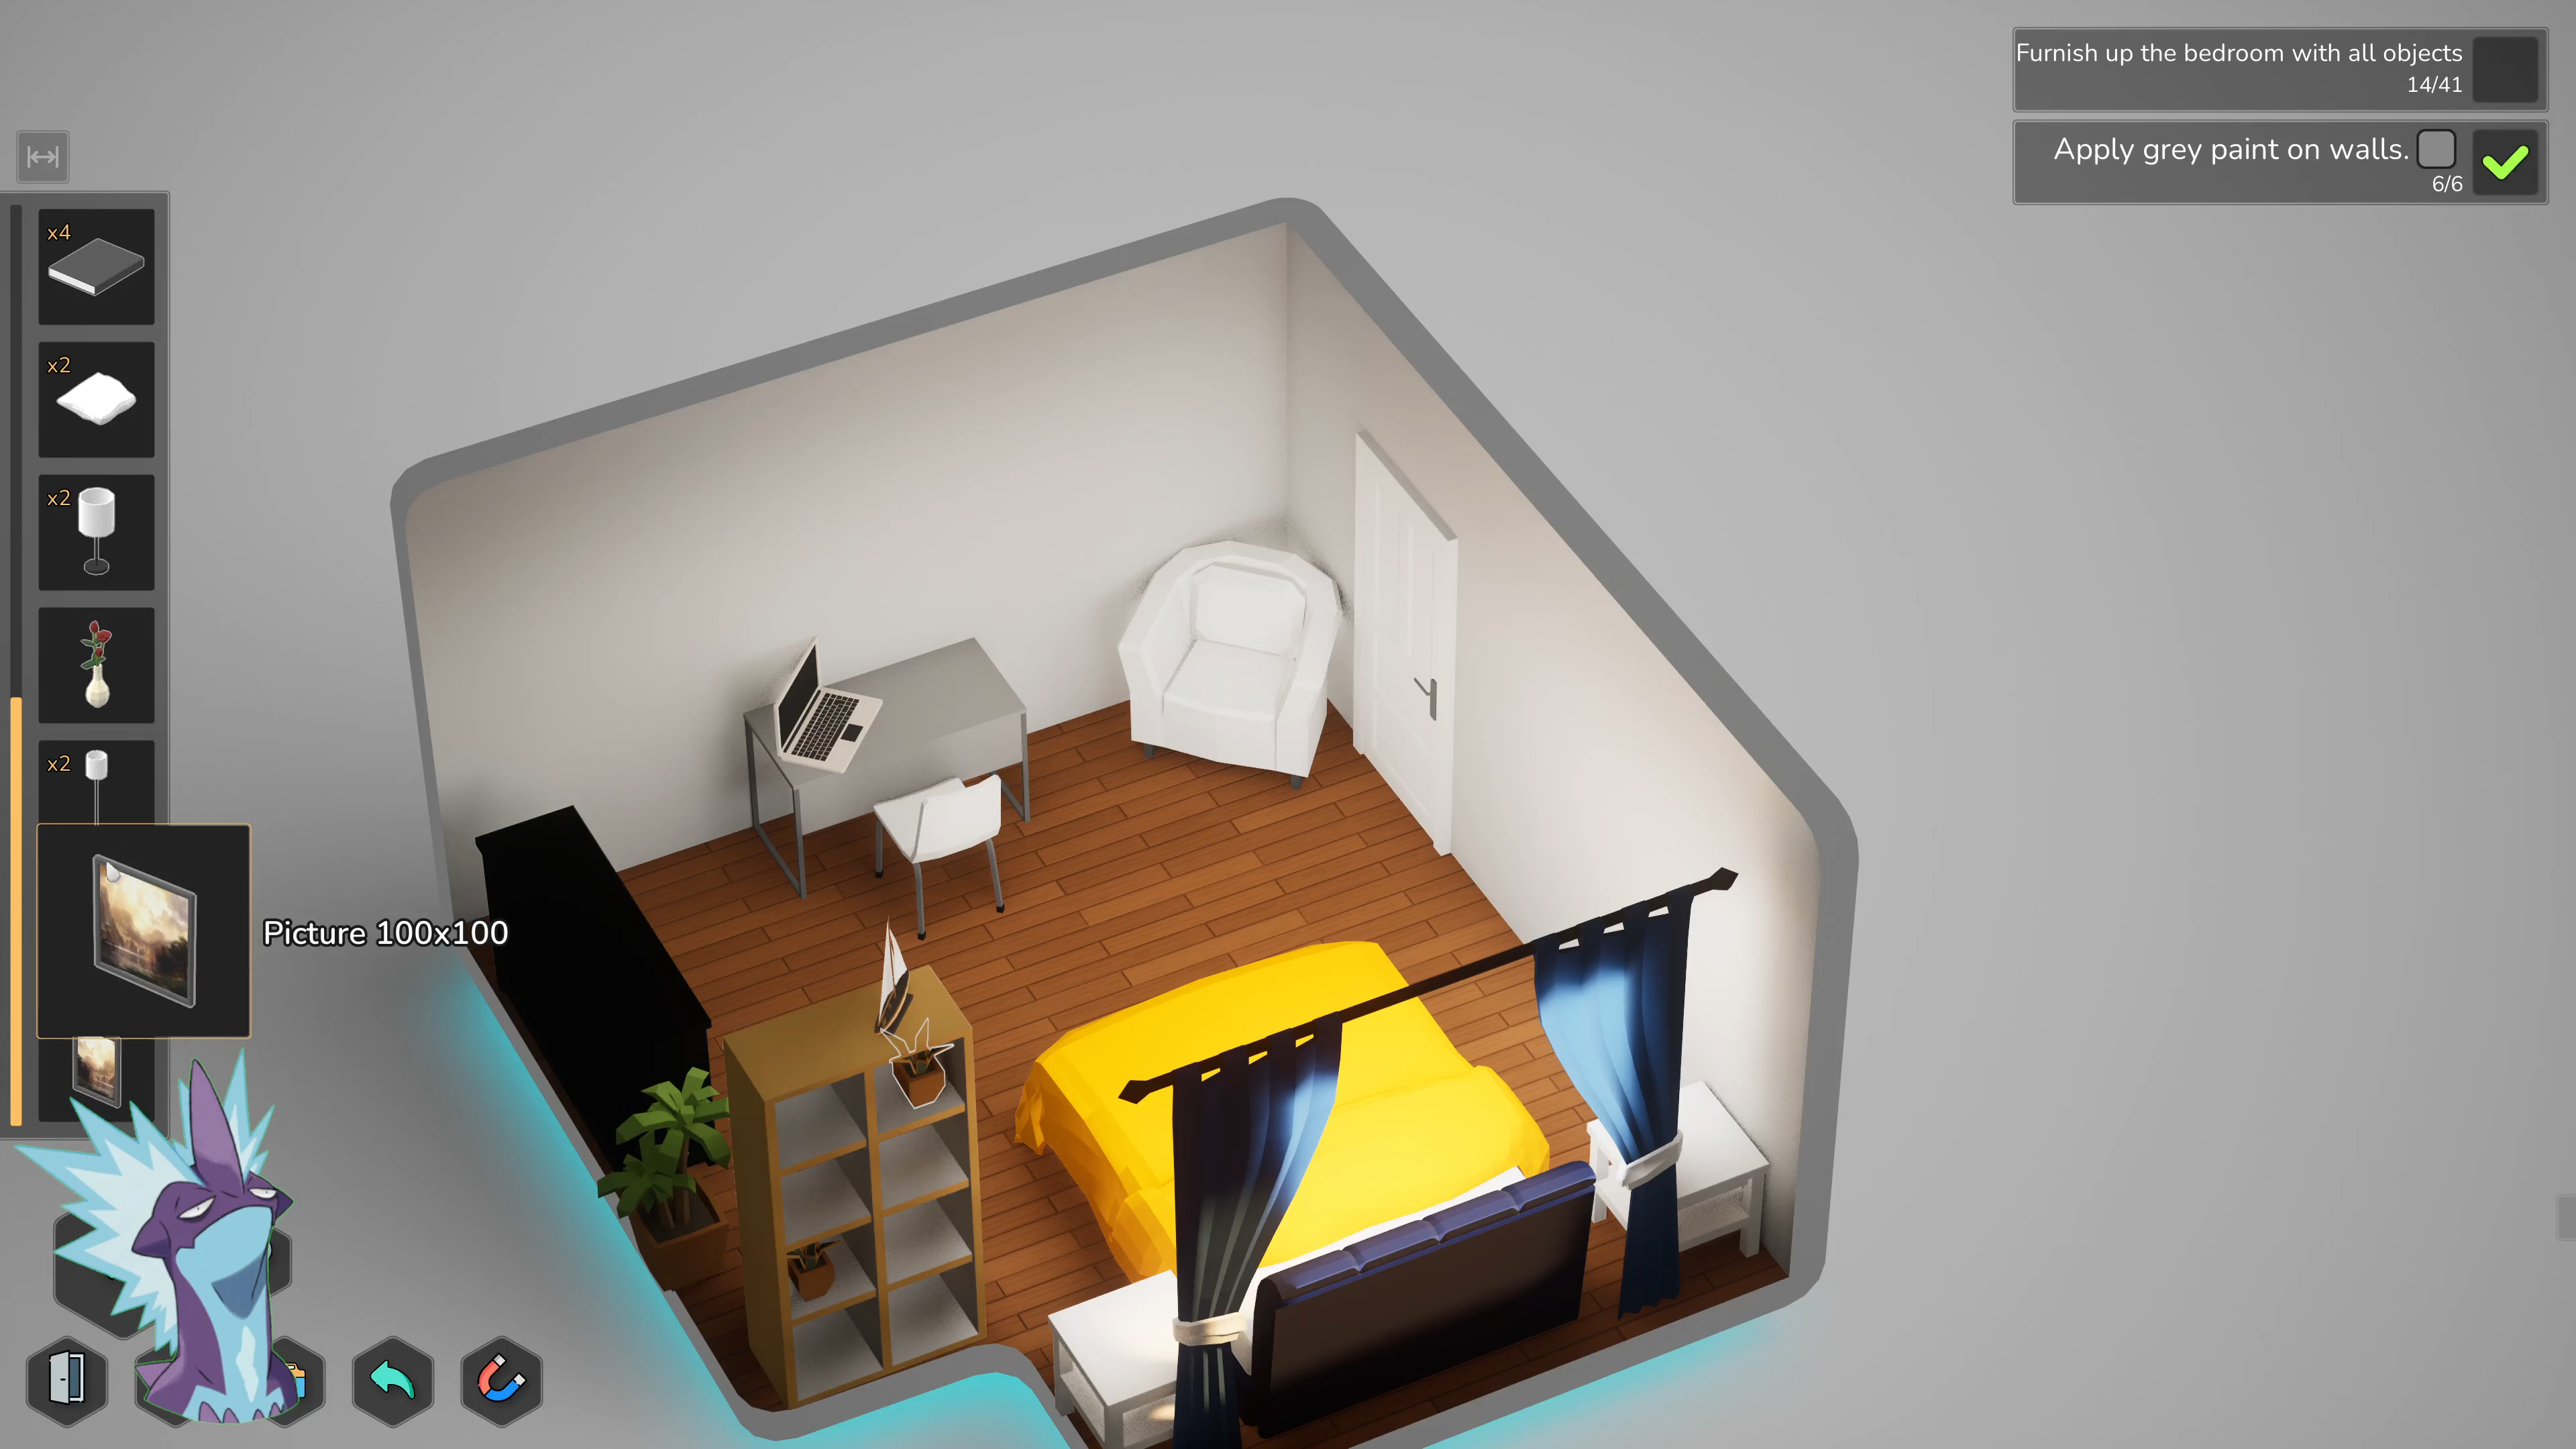 Furnish up the bedroom with all objects
14/41
Apply grey paint on walls.
6/6
x4
x2
x2
x2
Picture 100x100